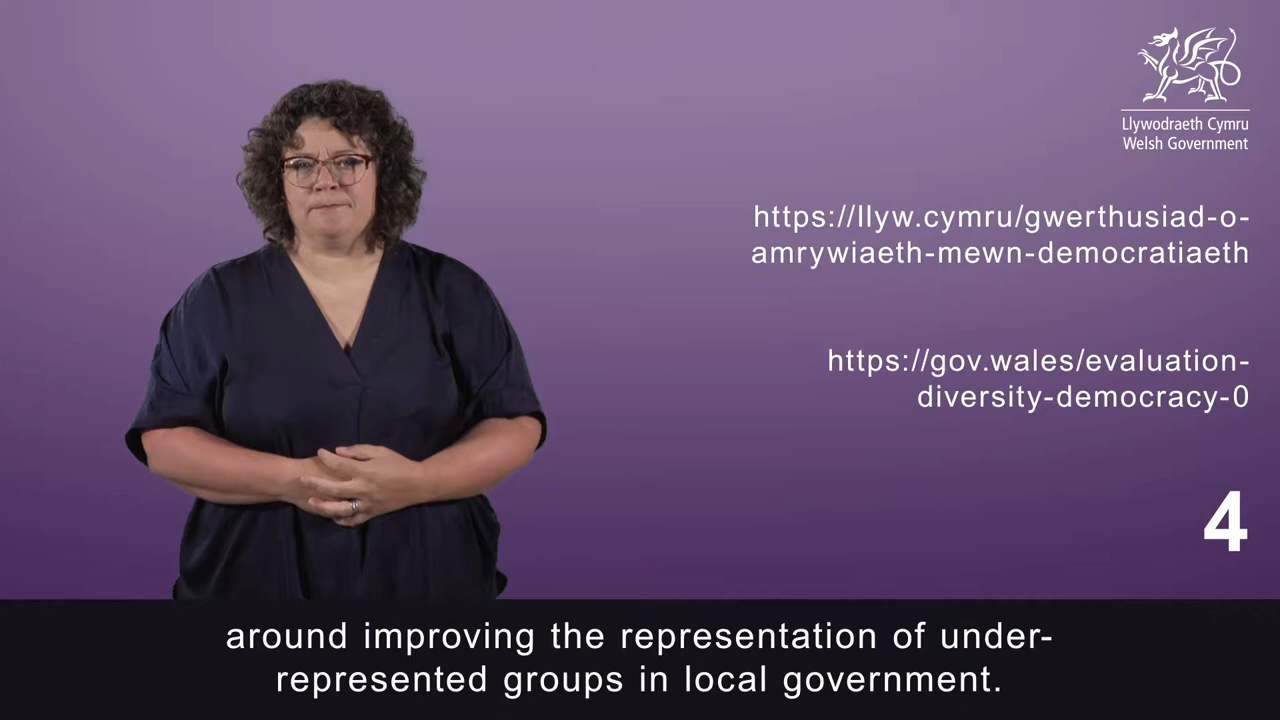 Llywodraeth Cymru
Welsh Government
https://llyw.cymru/gwerthusiad-o-
amrywiaeth-mewn-democratiaeth
https://gov.wales/evaluation-
diversity-democracy-0
4
around improving the representation of under-
represented groups in local government.